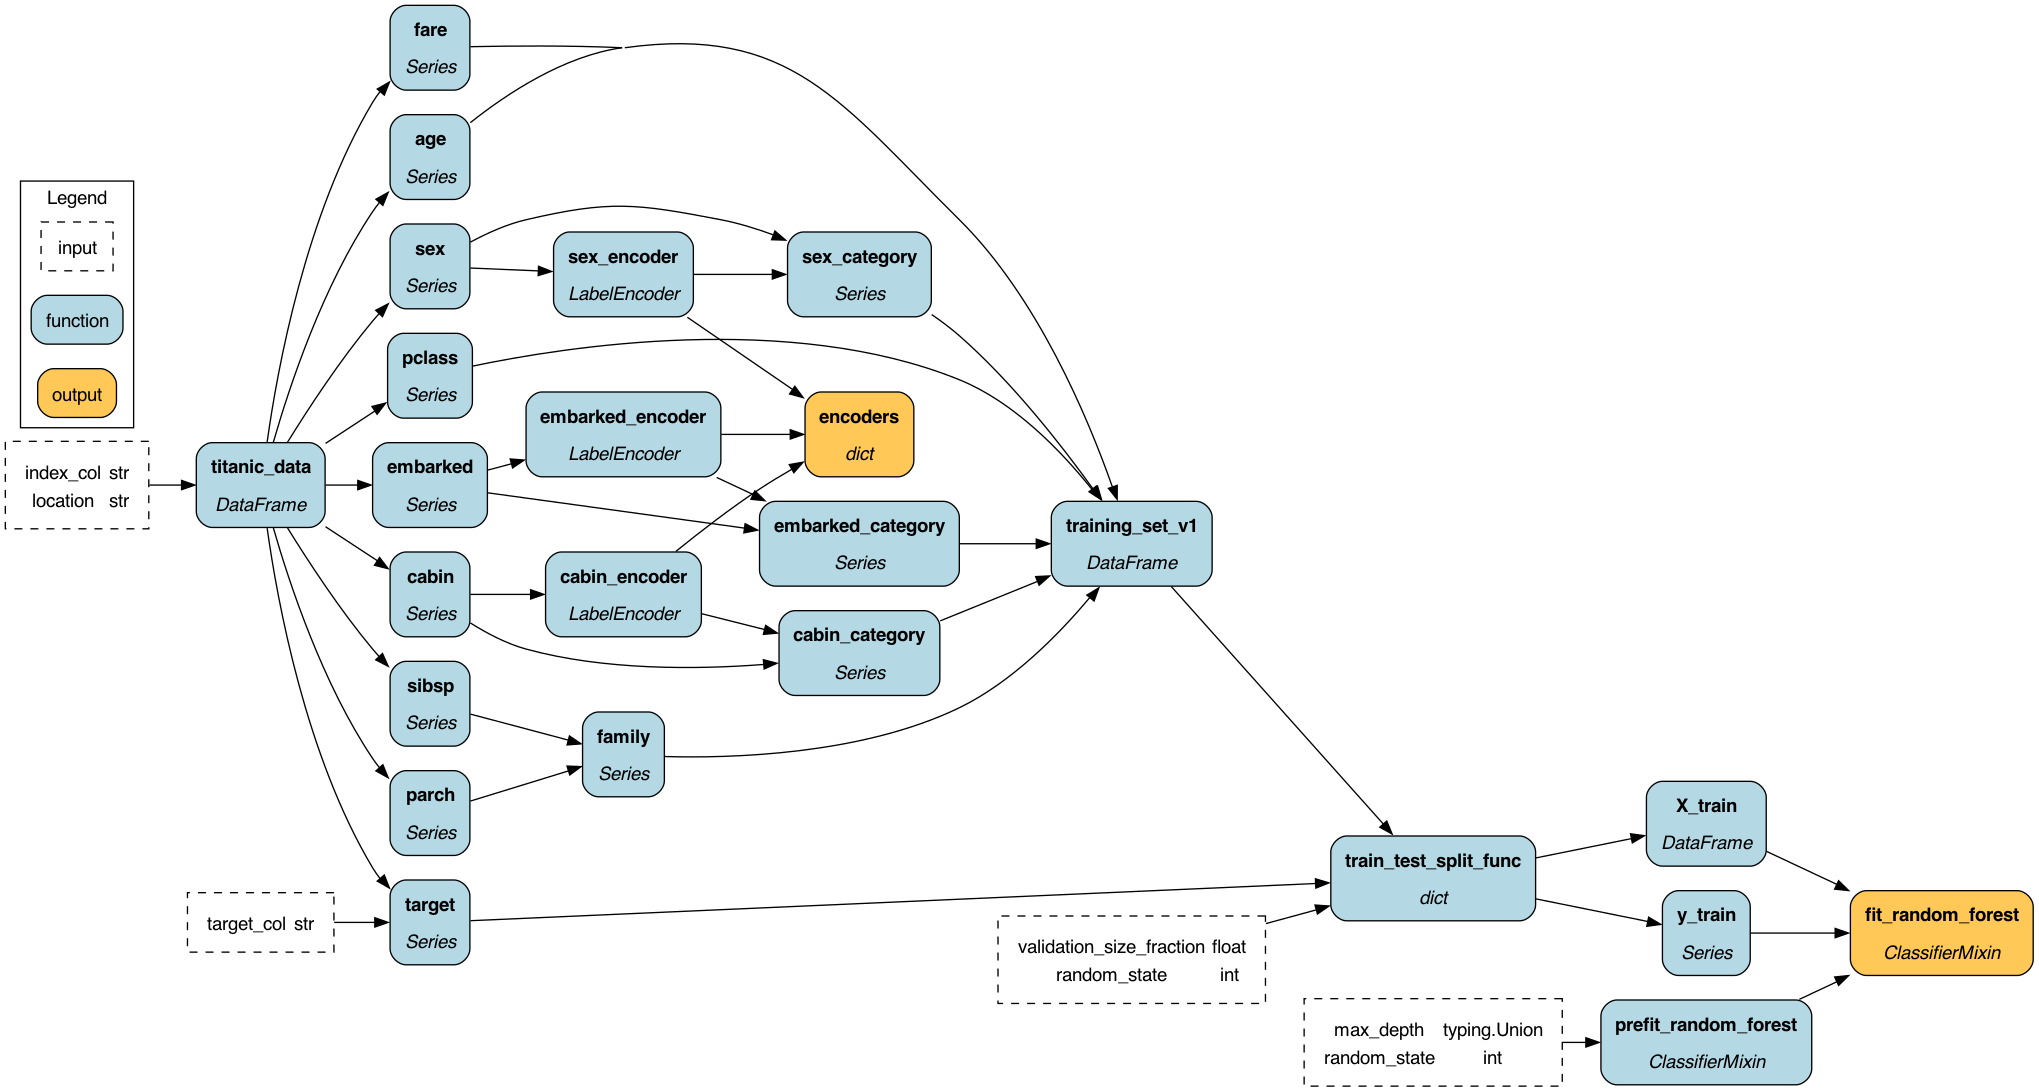 Legend
input
function
output
index_col str
location str
titanic_data
DataFrame
target_col str
fare
Series
age
Series
sex
Series
pclass
Series
embarked
Series
cabin
Series
sibsp
Series
parch
Series
target
Series
sex_encoder
LabelEncoder
embarked_encoder
LabelEncoder
cabin_encoder
LabelEncoder
family
Series
sex_category
Series
encoders
dict
embarked_category
Series
cabin_category
Series
training_set_v1
DataFrame
validation_size_fraction float
random_state int
train_test_split_func
dict
max_depth typing.Union
random_state int
X_train
DataFrame
y_train
Series
prefit_random_forest
ClassifierMixin
fit_random_forest
ClassifierMixin